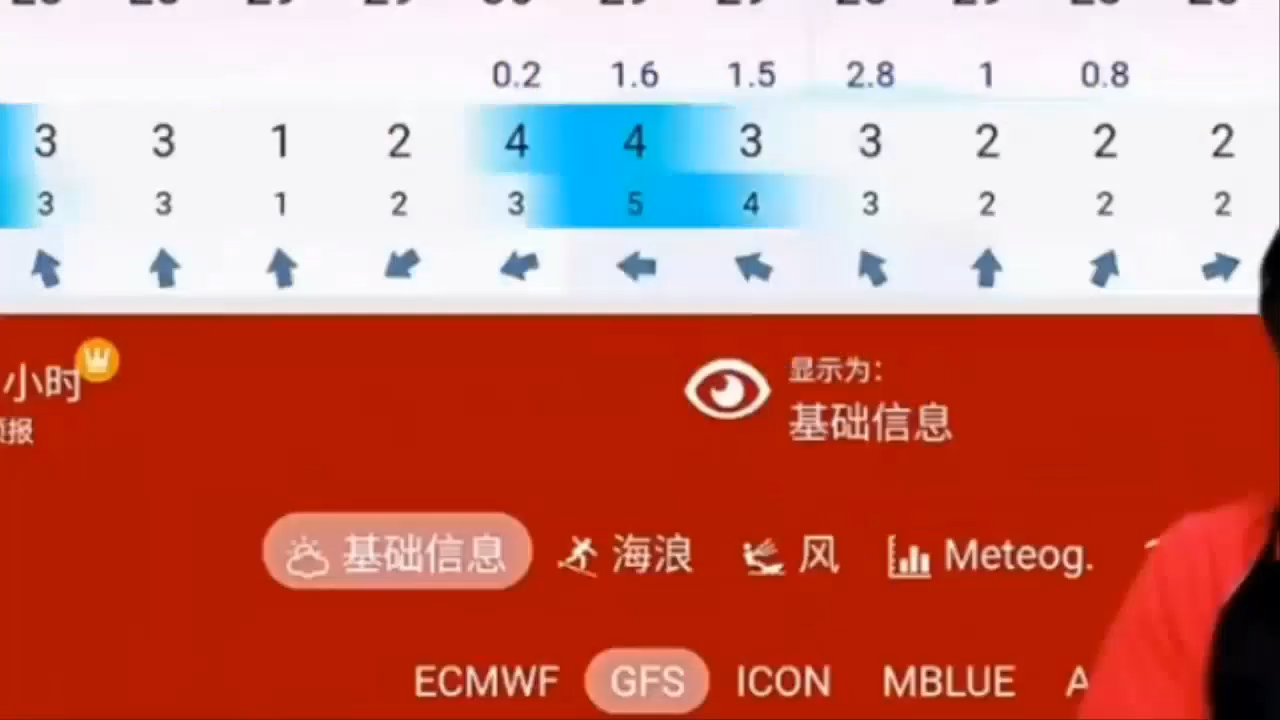 0.2 1.6 1.5 2.8 1 0.8
3 3 1 2 4 4 3 3 2 2 2
3 3 1 2 3 5 4 3 2 2 2
小时
显示为:
报
基础信息
基础信息 海浪 风 Meteog.
ECMWF GFS ICON MBLUE A